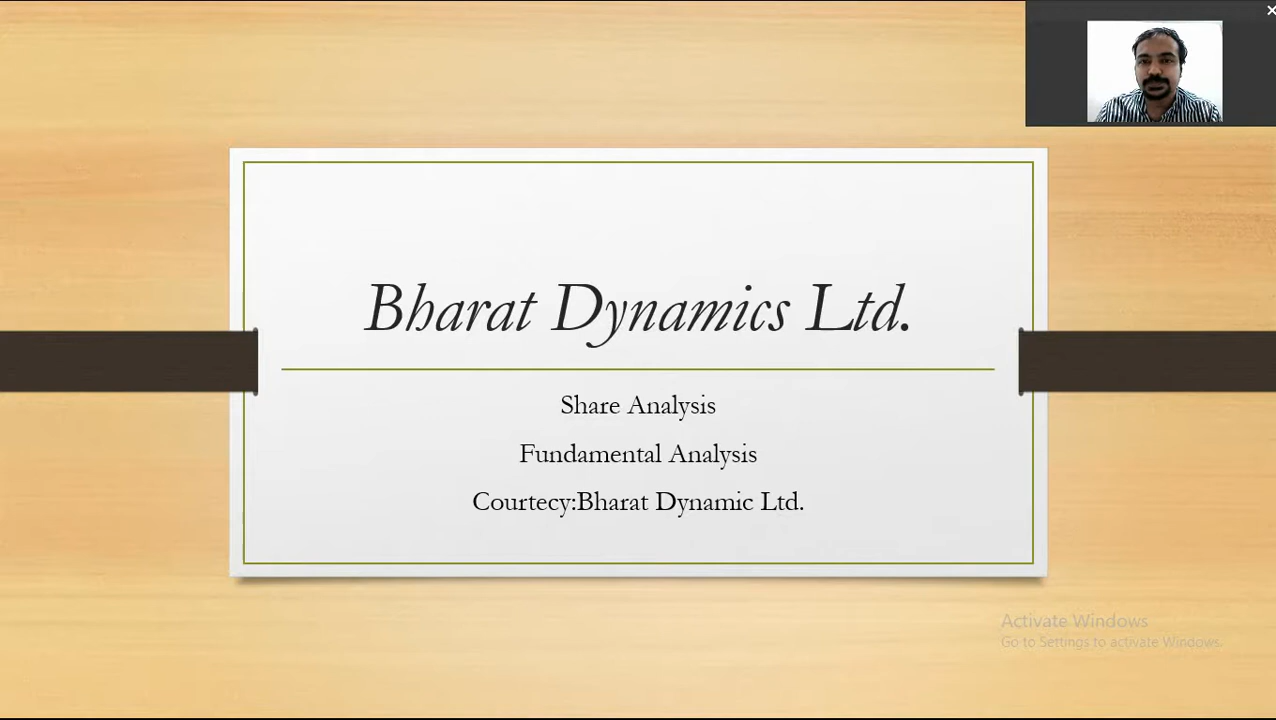 Bharat Dynamics Ltd.
Share Analysis
Fundamental Analysis
Courtecy:Bharat Dynamic Ltd.
Activate Windows
Go to Settings to activate Windows.